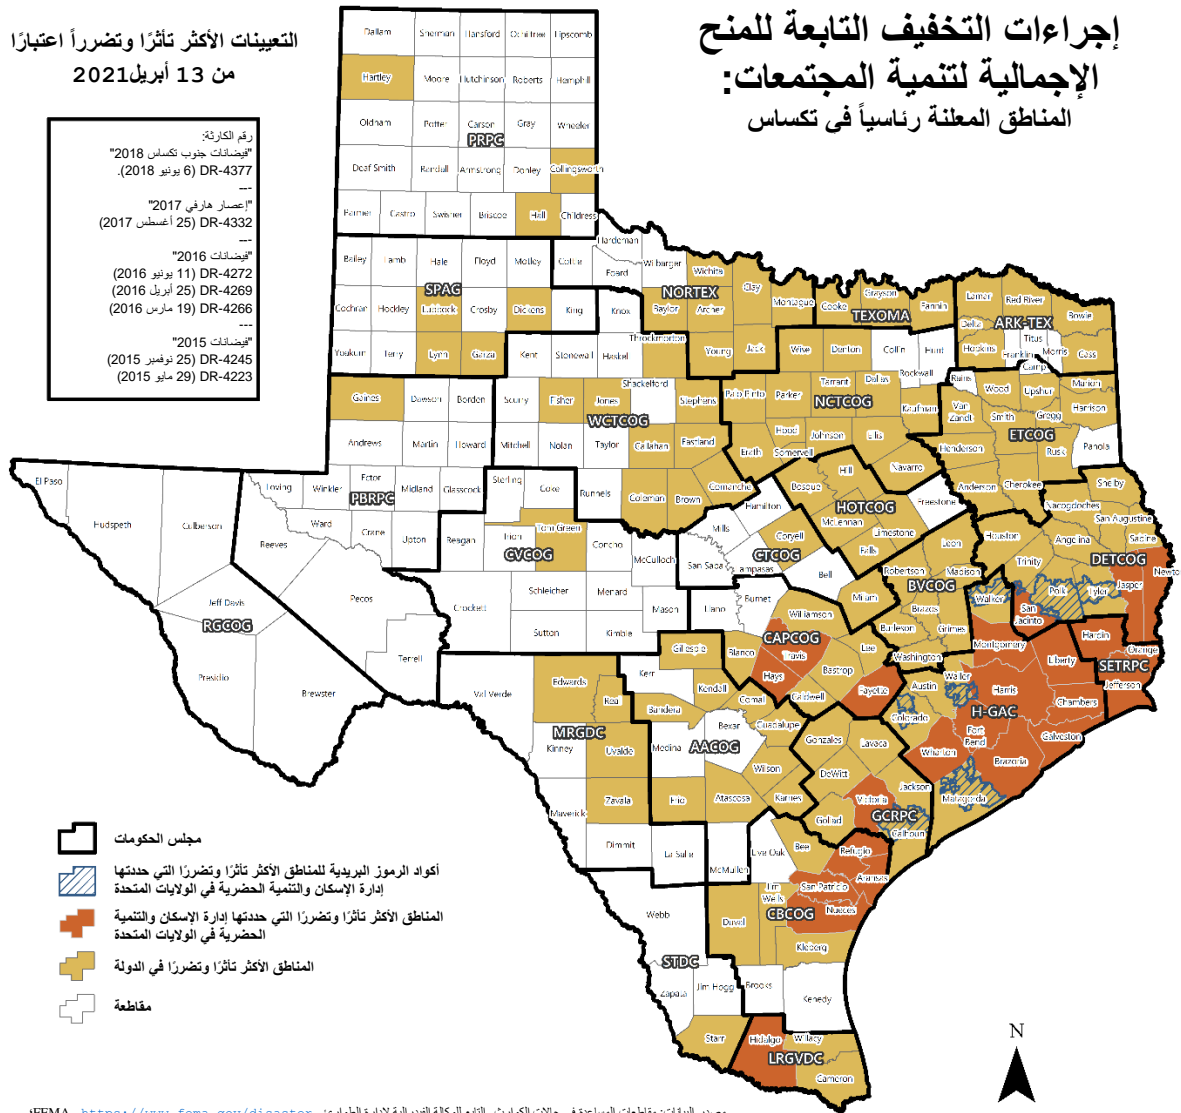 إجراءات التخفيف التابعة للمنح
الإجمالية لتنمية المجتمعات:
المناطق المعلنة رئاسياً في تكساس
التعيينات الأكثر تأثرًا وتضرراً اعتبارًا
من 13 أبريل2021
رقم الكارثة:
"فيضانات جنوب تكساس 2018"
DR-4377 (6 يونيو 2018).
---
"إعصار هارفي 2017"
DR-4332 (25 أغسطس 2017)
---
"فيضانات 2016"
DR-4272 (11 يونيو 2016)
DR-4269 (25 أبريل 2016)
DR-4266 (19 مارس 2016)
---
"فيضانات 2015"
DR-4245 (25 نوفمبر 2015)
DR-4223 (29 مايو 2015)
Dallam Sherman Hansford Ochiltree Lipscomb
Hartley Moore Hutchinson Roberts Hemphill
Oldham Potter Carson Gray Wheeler
PRPC
Deaf Smith Randall Armstrong Donley Collingsworth
Parmer Castro Swisher Briscoe Hall Childress
Bailey Lamb Hale Floyd Motley Cottle Hardeman Foard Wilbarger Wichita
SPAG NORTEX
Cochran Hockley Lubbock Crosby Dickens King Knox Baylor Archer Clay Montague Cooke Grayson Fannin Lamar Red River Bowie
TEXOMA ARK-TEX
Yoakum Terry Lynn Garza Kent Stonewall Haskel Throckmorton Young Jack Wise Denton Collin Hunt Delta Hopkins Franklin Titus Morris Cass Camp
Gaines Dawson Borden Scurry Fisher Jones Shackelford Stephens Palo Pinto Parker Tarrant Dallas Rockwall Kaufman Rains Wood Upshur Marion
WCTCOG NCTCOG
Van Zandt Smith Gregg Harrison
ETCOG
Andrews Martin Howard Mitchell Nolan Taylor Callahan Eastland Erath Hood Somervell Johnson Ellis Navarro Henderson Rusk Panola
El Paso Hudspeth Culberson Loving Winkler Ector Midland Glasscock Sterling Coke Runnels Coleman Brown Comanche Bosque Hill Freestone Anderson Cherokee Shelby
PBRPC HOTCOG
Reeves Ward Crane Upton Reagan Irion Tom Green Concho McCulloch Mills Hamilton Coryell McLennan Limestone Falls Leon Houston Nacogdoches San Augustine Angelina Sabine
CVCOG CTCOG DETCOG
San Saba Lampasas Bell Robertson Madison Trinity Polk Tyler Jasper Newton
BVCOG
Jeff Davis Pecos Crockett Schleicher Menard Mason Llano Burnet Williamson Milam Brazos Walker San Jacinto
RGCOG
Presidio Brewster Terrell Sutton Kimble Gillespie Blanco Travis Lee Burleson Grimes Washington Montgomery Liberty Hardin Orange
CAPCOG SETRPC
Val Verde Edwards Real Kerr Kendall Comal Hays Bastrop Caldwell Fayette Austin Waller Harris Chambers Jefferson
H-GAC
MRGDC
Kinney Uvalde Bandera Medina Bexar Guadalupe Gonzales Lavaca Colorado Wharton Fort Bend Galveston Brazoria
AACOG
Maverick Zavala Frio Atascosa Wilson Karnes DeWitt Jackson Matagorda
Victoria Goliad Calhoun
GCRPC
Dimmit La Salle McMullen Live Oak Bee Refugio Aransas
Webb Duval Jim Wells San Patricio Nueces Kleberg
CBCOG
STDC
Zapata Jim Hogg Brooks Kenedy
Starr Hidalgo Willacy Cameron
LRGVDC
مجلس الحكومات
أكواد الرموز البريدية للمناطق الأكثر تأثرًا وتضررًا التي حددتها
إدارة الإسكان والتنمية الحضرية في الولايات المتحدة
المناطق الأكثر تأثرًا وتضررًا التي حددتها إدارة الإسكان والتنمية
الحضرية في الولايات المتحدة
المناطق الأكثر تأثرًا وتضررًا في الدولة
مقاطعة
N